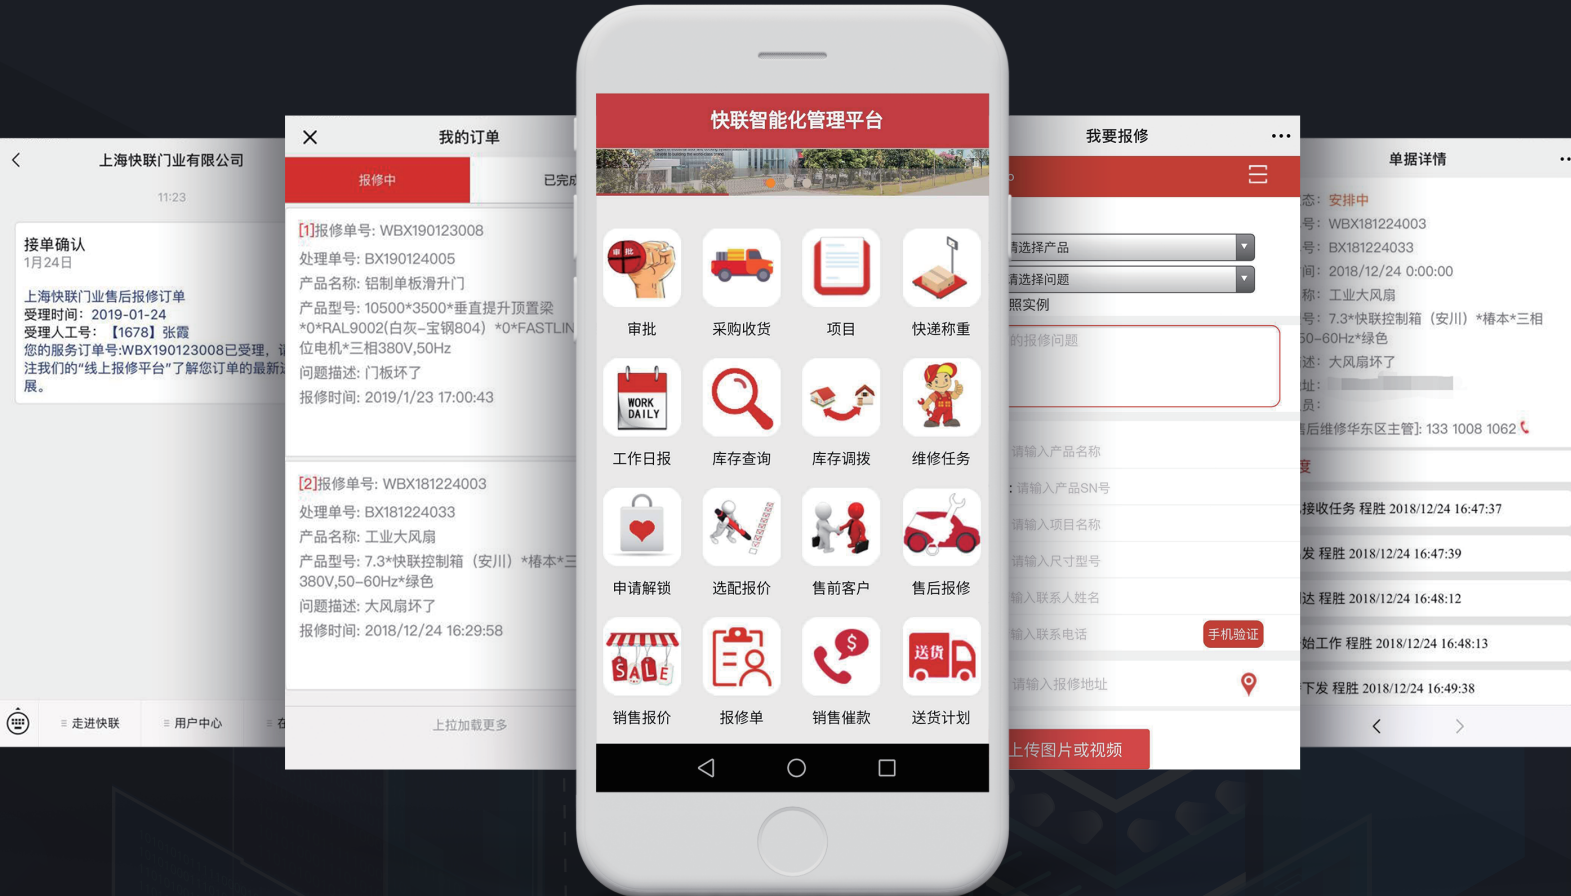 上海快联门业有限公司
11:23
接单确认
1月24日
上海快联门业售后报修订单
受理时间：2019-01-24
受理人工号：【1678】张霞
您的服务订单号:WBX190123008已受理，
注我们的“线上报修平台”了解您订单的最新
展。
走进快联
用户中心
在
我的订单
报修中
已完成
[1]报修单号: WBX190123008
处理单号: BX190124005
产品名称: 铝制单板滑升门
产品型号: 10500*3500*垂直提升顶置梁
*0*RAL9002(白灰-宝钢804）*0*FASTLIN
位电机*三相380V,50Hz
问题描述: 门板坏了
报修时间: 2019/1/23 17:00:43
[2]报修单号: WBX181224003
处理单号: BX181224033
产品名称: 工业大风扇
产品型号: 7.3*快联控制箱（安川）*椿本*三
380V,50-60Hz*绿色
问题描述: 大风扇坏了
报修时间: 2018/12/24 16:29:58
上拉加载更多
快联智能化管理平台
审批
审批 采购收货 项目 快递称重
WORK
DAILY
工作日报 库存查询 库存调拨 维修任务
申请解锁 选配报价 售前客户 售后报修
SALE
$
送货
销售报价 报修单 销售催款 送货计划
我要报修
请选择产品
请选择问题
照实例
的报修问题
请输入产品名称
: 请输入产品SN号
请输入项目名称
请输入尺寸型号
输入联系人姓名
输入联系电话
手机验证
请输入报修地址
上传图片或视频
单据详情
态：安排中
号：WBX181224003
号：BX181224033
间：2018/12/24 0:00:00
称：工业大风扇
号：7.3*快联控制箱（安川）*椿本*三相
50-60Hz*绿色
述：大风扇坏了
址：
员：
售后维修华东区主管]: 133 1008 1062
度
接收任务 程胜 2018/12/24 16:47:37
发 程胜 2018/12/24 16:47:39
达 程胜 2018/12/24 16:48:12
始工作 程胜 2018/12/24 16:48:13
下发 程胜 2018/12/24 16:49:38